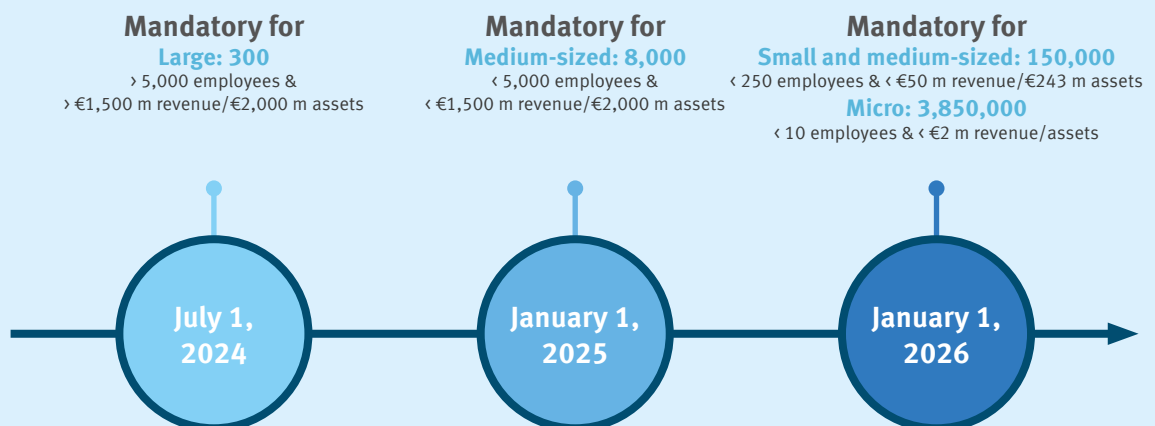 Mandatory for
Large: 300
› 5,000 employees &
› €1,500 m revenue/€2,000 m assets
Mandatory for
Medium-sized: 8,000
‹ 5,000 employees &
‹ €1,500 m revenue/€2,000 m assets
Mandatory for
Small and medium-sized: 150,000
‹ 250 employees & ‹ €50 m revenue/€243 m assets
Micro: 3,850,000
‹ 10 employees & ‹ €2 m revenue/assets
July 1,
2024
January 1,
2025
January 1,
2026